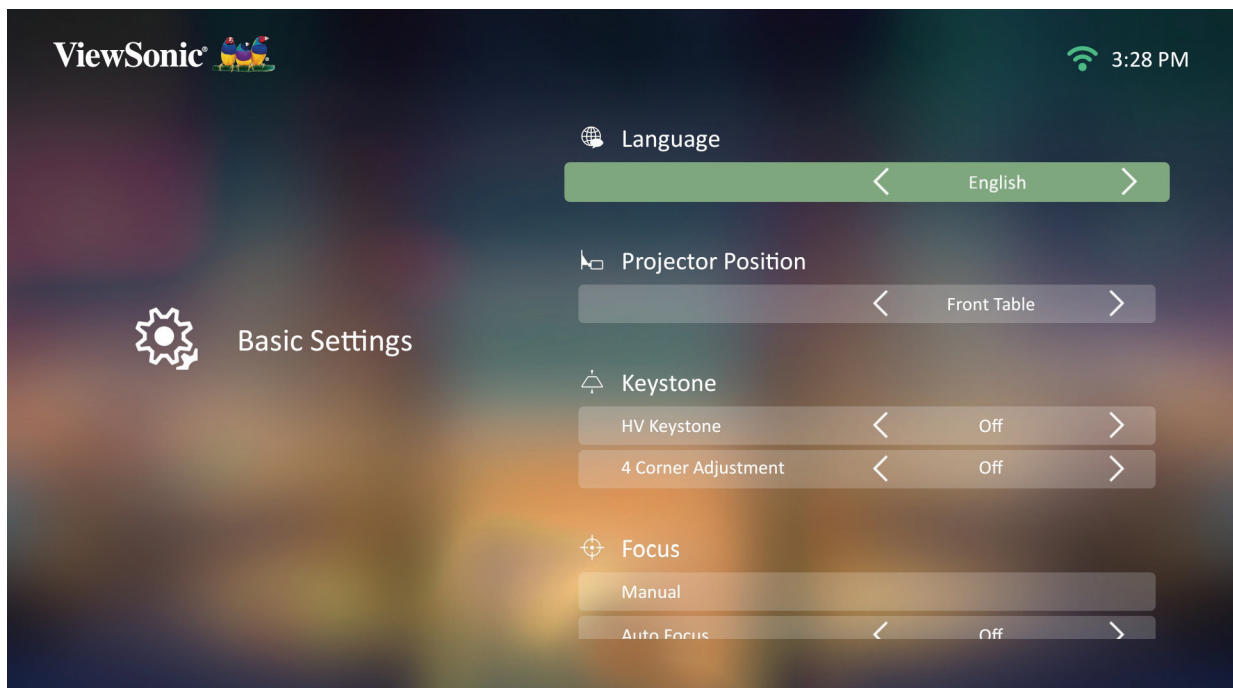 ViewSonic®
3:28 PM
Language
English
Projector Position
Front Table
Basic Settings
Keystone
HV Keystone Off
4 Corner Adjustment Off
Focus
Manual
Auto Focus Off